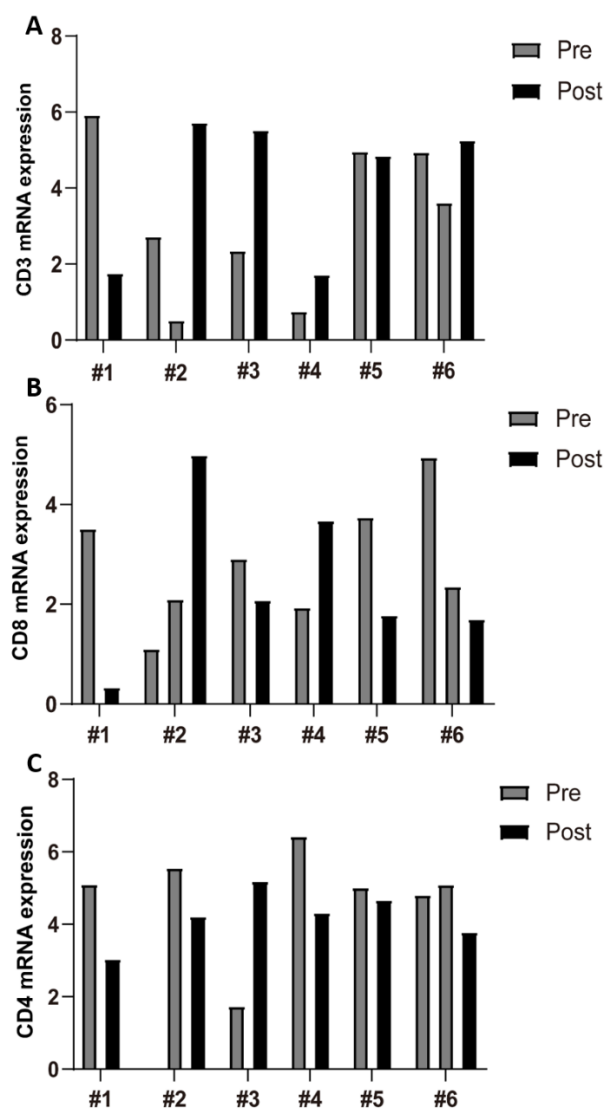 A
CD3 mRNA expression
8
6
4
2
0
Pre
Post
#1 #2 #3 #4 #5 #6
B
CD8 mRNA expression
6
4
2
0
Pre
Post
#1 #2 #3 #4 #5 #6
C
CD4 mRNA expression
8
6
4
2
0
Pre
Post
#1 #2 #3 #4 #5 #6